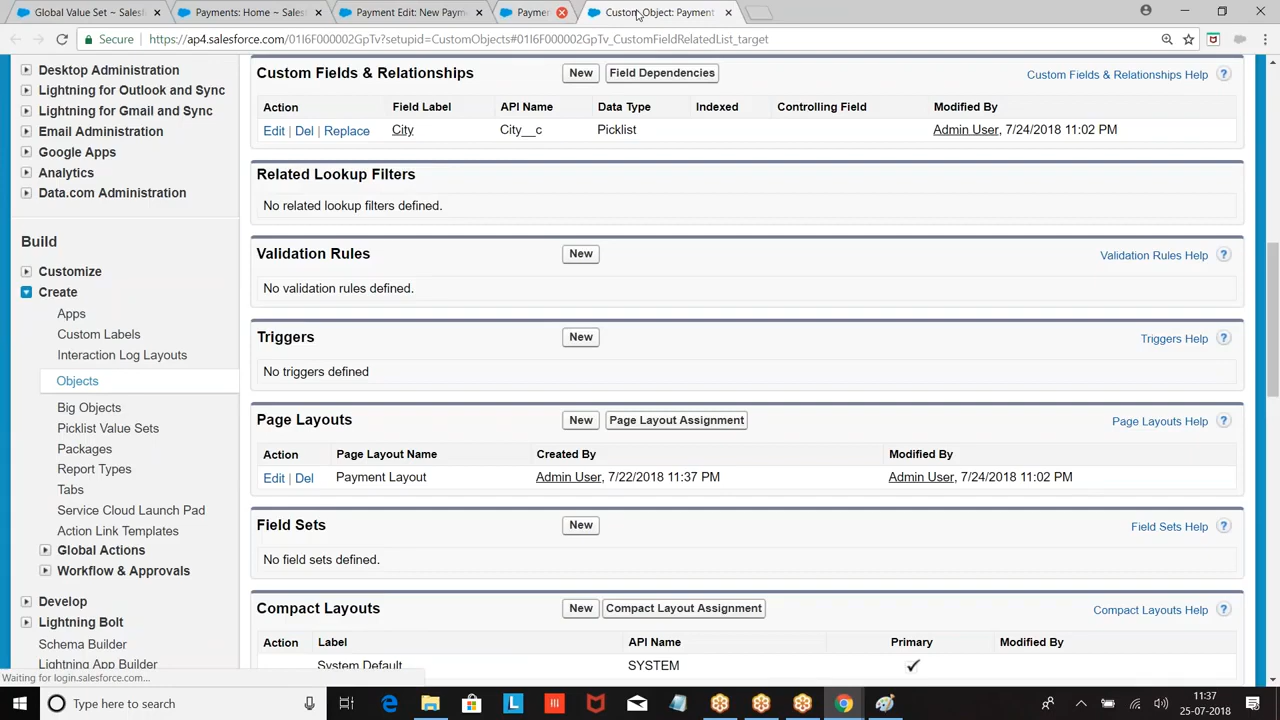 Global Value Set ~ Sales
Payments: Home ~ Salesf
Payment Edit: New Paym
Payme
Custom Object: Payment
Secure
https://ap4.salesforce.com/01I6F000002GpTv?setupid=CustomObjects#01I6F000002GpTv_CustomFieldRelatedList_target
Desktop Administration
Lightning for Outlook and Sync
Lightning for Gmail and Sync
Email Administration
Google Apps
Analytics
Data.com Administration
Build
Customize
Create
Apps
Custom Labels
Interaction Log Layouts
Objects
Big Objects
Picklist Value Sets
Packages
Report Types
Tabs
Service Cloud Launch Pad
Action Link Templates
Global Actions
Workflow & Approvals
Develop
Lightning Bolt
Schema Builder
Lightning App Builder
Waiting for login.salesforce.com...
Custom Fields & Relationships New Field Dependencies Custom Fields & Relationships Help ?
Action Field Label API Name Data Type Indexed Controlling Field Modified By
Edit | Del | Replace City City__c Picklist Admin User, 7/24/2018 11:02 PM
Related Lookup Filters
No related lookup filters defined.
Validation Rules New Validation Rules Help ?
No validation rules defined.
Triggers New Triggers Help ?
No triggers defined
Page Layouts New Page Layout Assignment Page Layouts Help ?
Action Page Layout Name Created By Modified By
Edit | Del Payment Layout Admin User, 7/22/2018 11:37 PM Admin User, 7/24/2018 11:02 PM
Field Sets New Field Sets Help ?
No field sets defined.
Compact Layouts New Compact Layout Assignment Compact Layouts Help ?
Action Label API Name Primary Modified By
System Default SYSTEM
Type here to search
11:37
25-07-2018